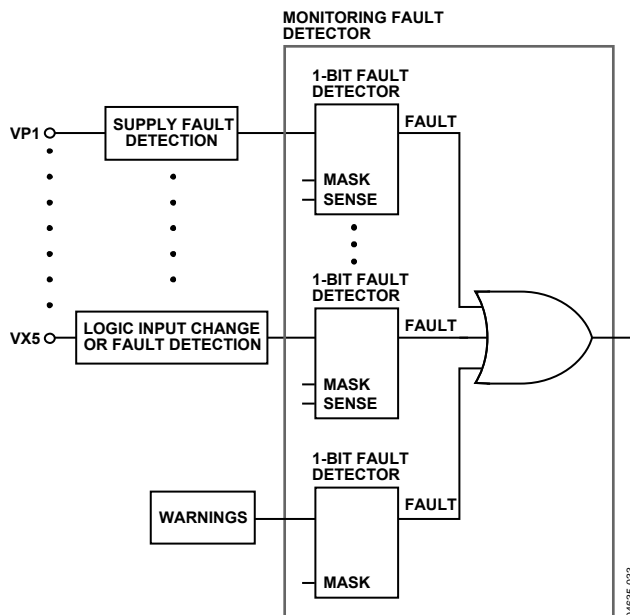 MONITORING FAULT
DETECTOR
1-BIT FAULT
DETECTOR
VP1
SUPPLY FAULT
DETECTION
FAULT
MASK
SENSE
1-BIT FAULT
DETECTOR
VX5
LOGIC INPUT CHANGE
OR FAULT DETECTION
FAULT
MASK
SENSE
1-BIT FAULT
DETECTOR
WARNINGS
FAULT
MASK